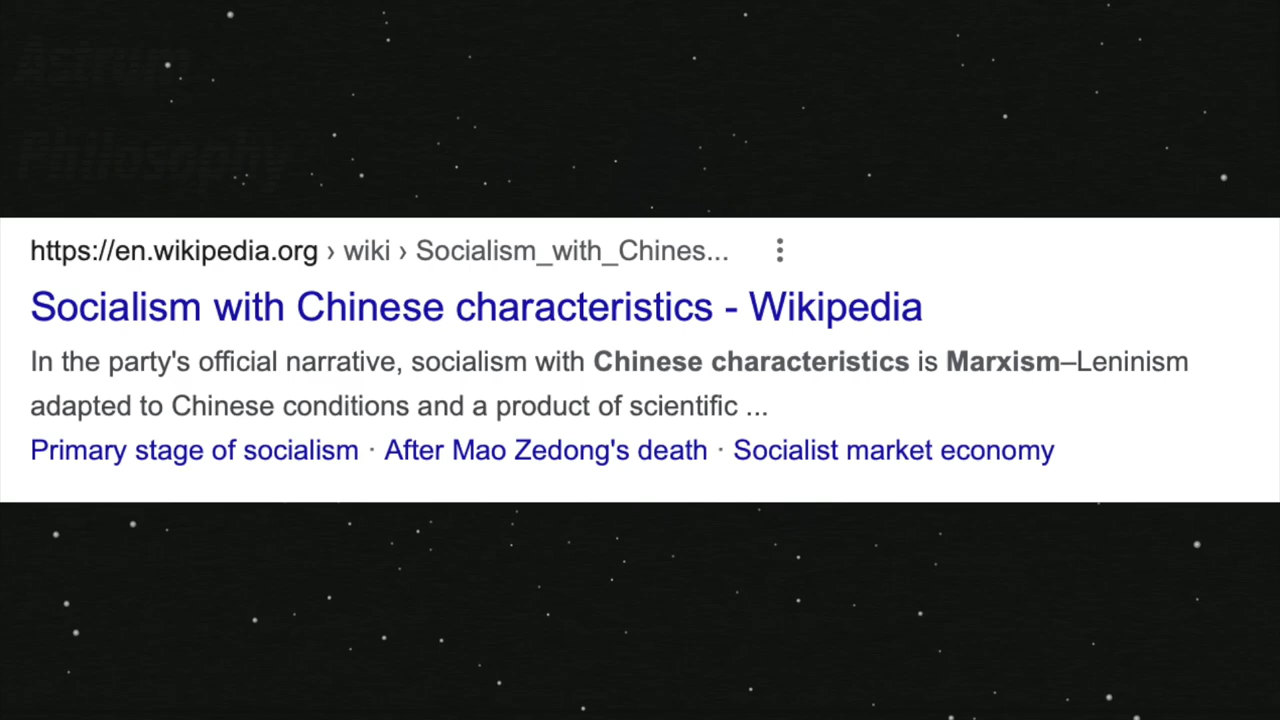 Astrum
Philosophy
https://en.wikipedia.org › wiki › Socialism_with_Chines...
Socialism with Chinese characteristics - Wikipedia
In the party's official narrative, socialism with Chinese characteristics is Marxism–Leninism
adapted to Chinese conditions and a product of scientific ...
Primary stage of socialism · After Mao Zedong's death · Socialist market economy